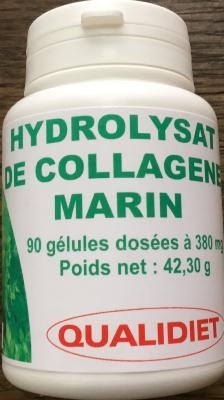 HYDROLYSAT
DE COLLAGENE
MARIN
90 gélules dosées à 380 mg
Poids net : 42,30 g
QUALIDIET